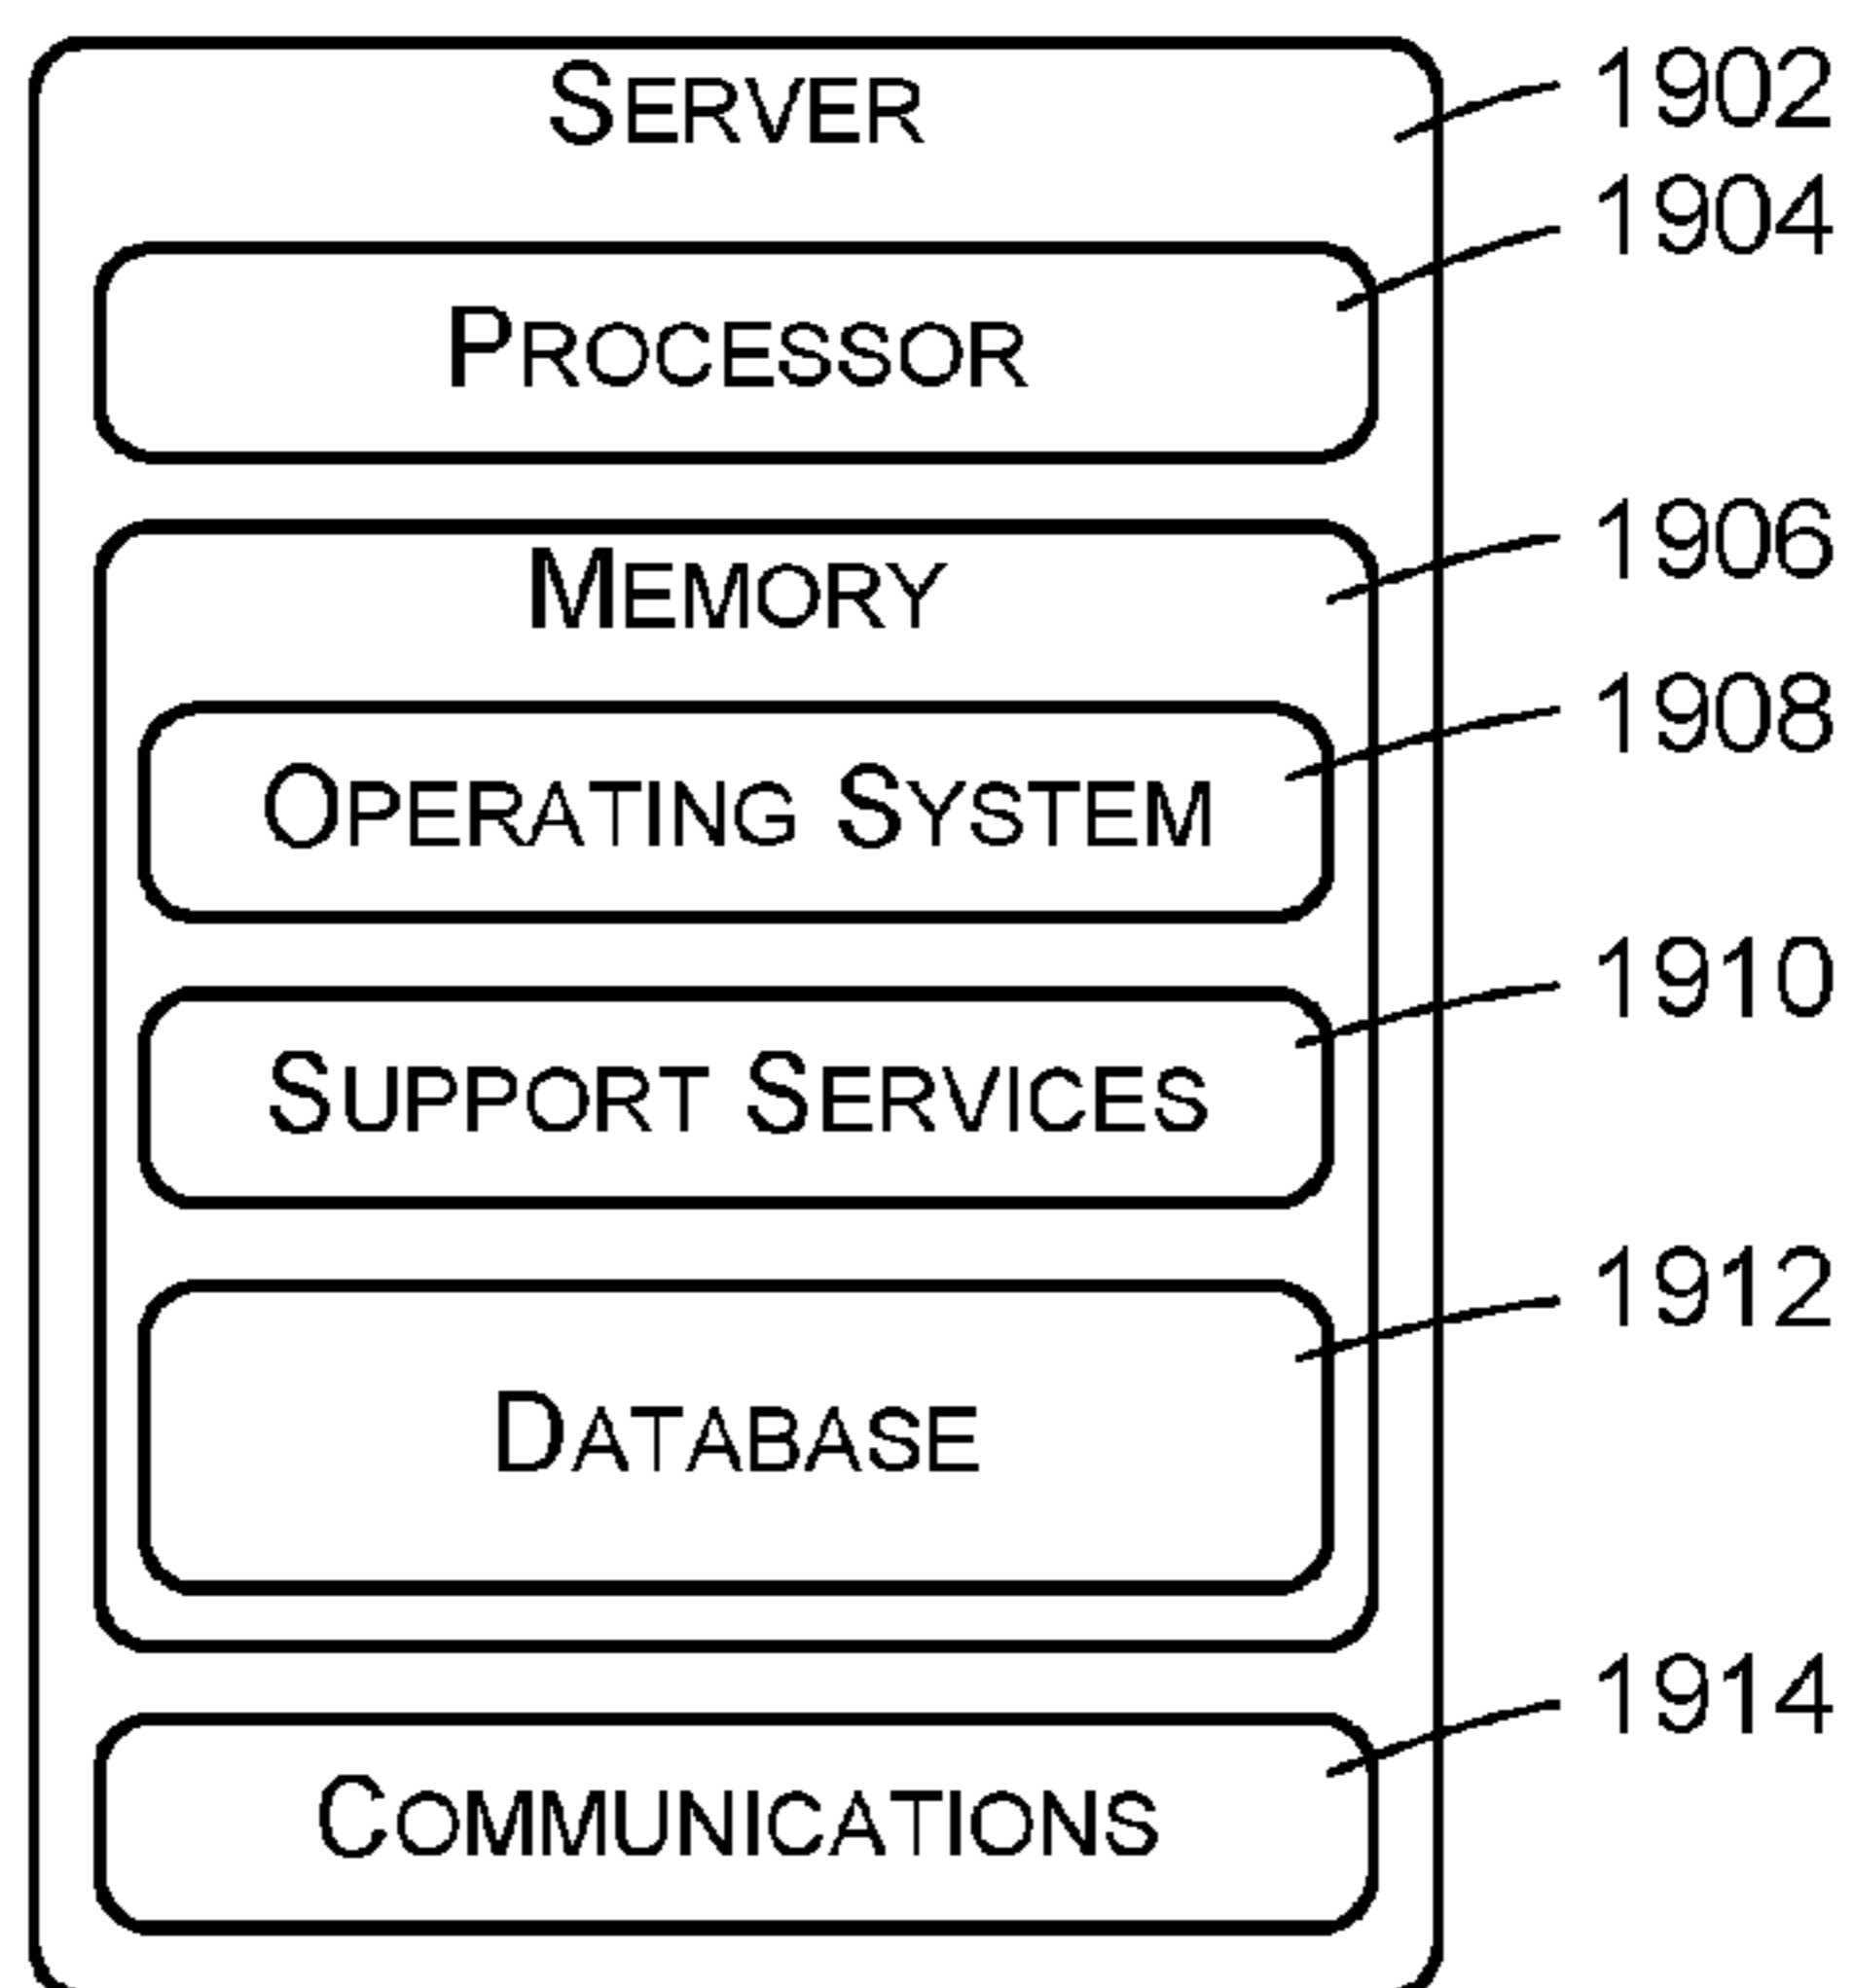 SERVER
1902
1904
PROCESSOR
1906
MEMORY
1908
OPERATING SYSTEM
1910
SUPPORT SERVICES
1912
DATABASE
1914
COMMUNICATIONS